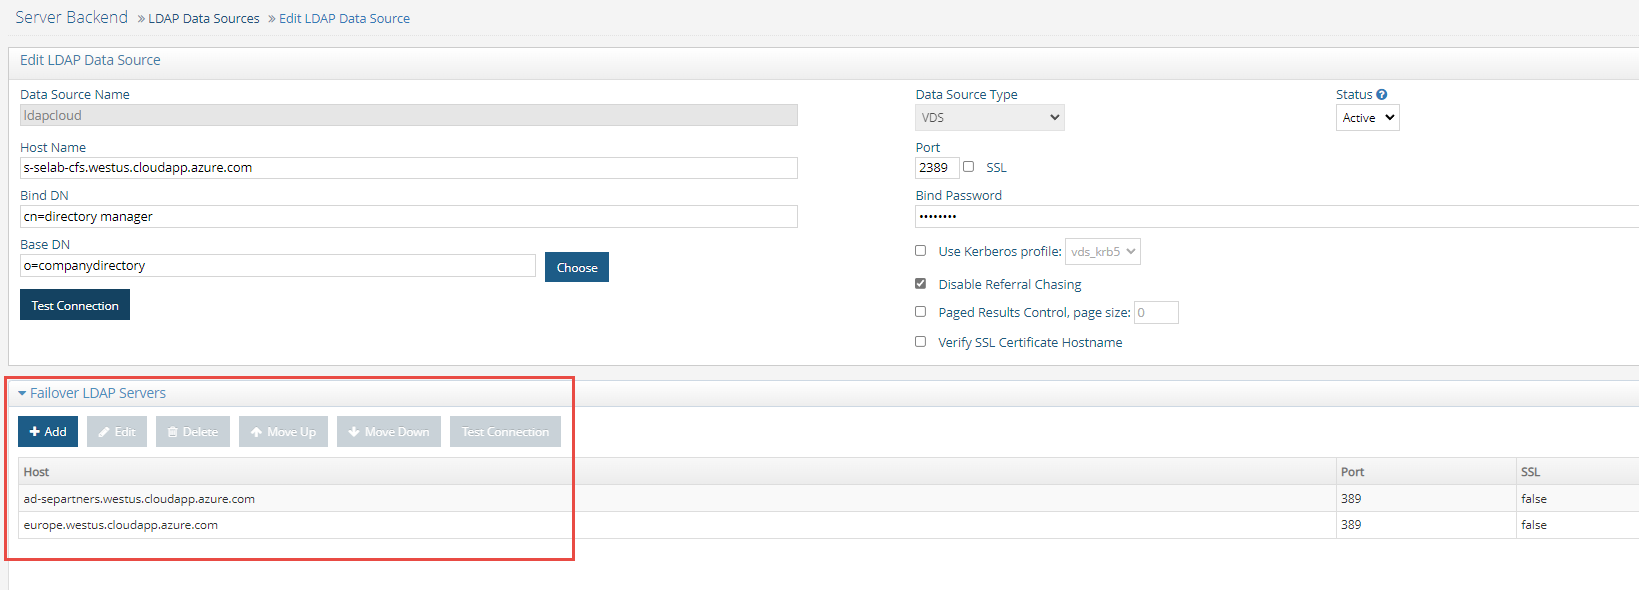 Server Backend » LDAP Data Sources » Edit LDAP Data Source
Edit LDAP Data Source
Data Source Name
ldapcloud
Data Source Type
VDS
Status
Active
Host Name
s-selab-cfs.westus.cloudapp.azure.com
Port
2389 SSL
Bind DN
cn=directory manager
Bind Password
••••••••
Base DN
o=companydirectory
Choose
Test Connection
Use Kerberos profile: vds_krb5
Disable Referral Chasing
Paged Results Control, page size: 0
Verify SSL Certificate Hostname
Failover LDAP Servers
Add Edit Delete Move Up Move Down Test Connection
Host Port SSL
ad-separtners.westus.cloudapp.azure.com 389 false
europe.westus.cloudapp.azure.com 389 false